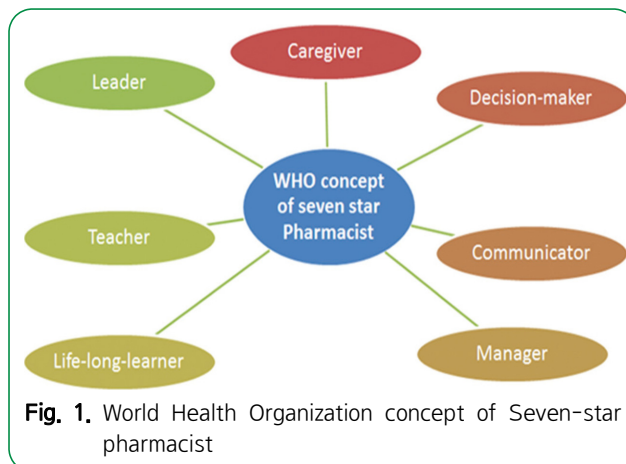 Caregiver
Leader
Decision-maker
WHO concept
of seven star
Pharmacist
Teacher
Communicator
Life-long-learner
Manager
Fig. 1. World Health Organization concept of Seven-star
pharmacist